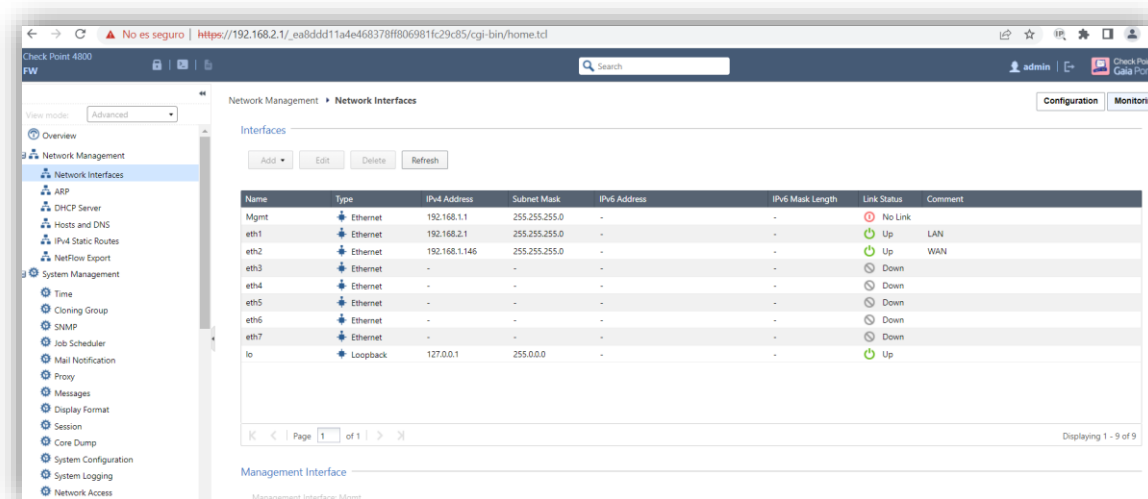 No es seguro | https://192.168.2.1/_ea8ddd11a4e468378ff806981fc29c85/cgi-bin/home.tcl
Check Point 4800
FW
Search
admin
Check Poi
Gaia Port
View mode: Advanced
Overview
Network Management
Network Interfaces
ARP
DHCP Server
Hosts and DNS
IPv4 Static Routes
NetFlow Export
System Management
Time
Cloning Group
SNMP
Job Scheduler
Mail Notification
Proxy
Messages
Display Format
Session
Core Dump
System Configuration
System Logging
Network Access
Network Management Network Interfaces
Configuration Monitori
Interfaces
Add Edit Delete Refresh
Name Type IPv4 Address Subnet Mask IPv6 Address IPv6 Mask Length Link Status Comment
Mgmt Ethernet 192.168.1.1 255.255.255.0 - - No Link
eth1 Ethernet 192.168.2.1 255.255.255.0 - - Up LAN
eth2 Ethernet 192.168.1.146 255.255.255.0 - - Up WAN
eth3 Ethernet - - - - Down
eth4 Ethernet - - - - Down
eth5 Ethernet - - - - Down
eth6 Ethernet - - - - Down
eth7 Ethernet - - - - Down
lo Loopback 127.0.0.1 255.0.0.0 - - Up
Page 1 of 1
Displaying 1 - 9 of 9
Management Interface
Management Interface: Mgmt